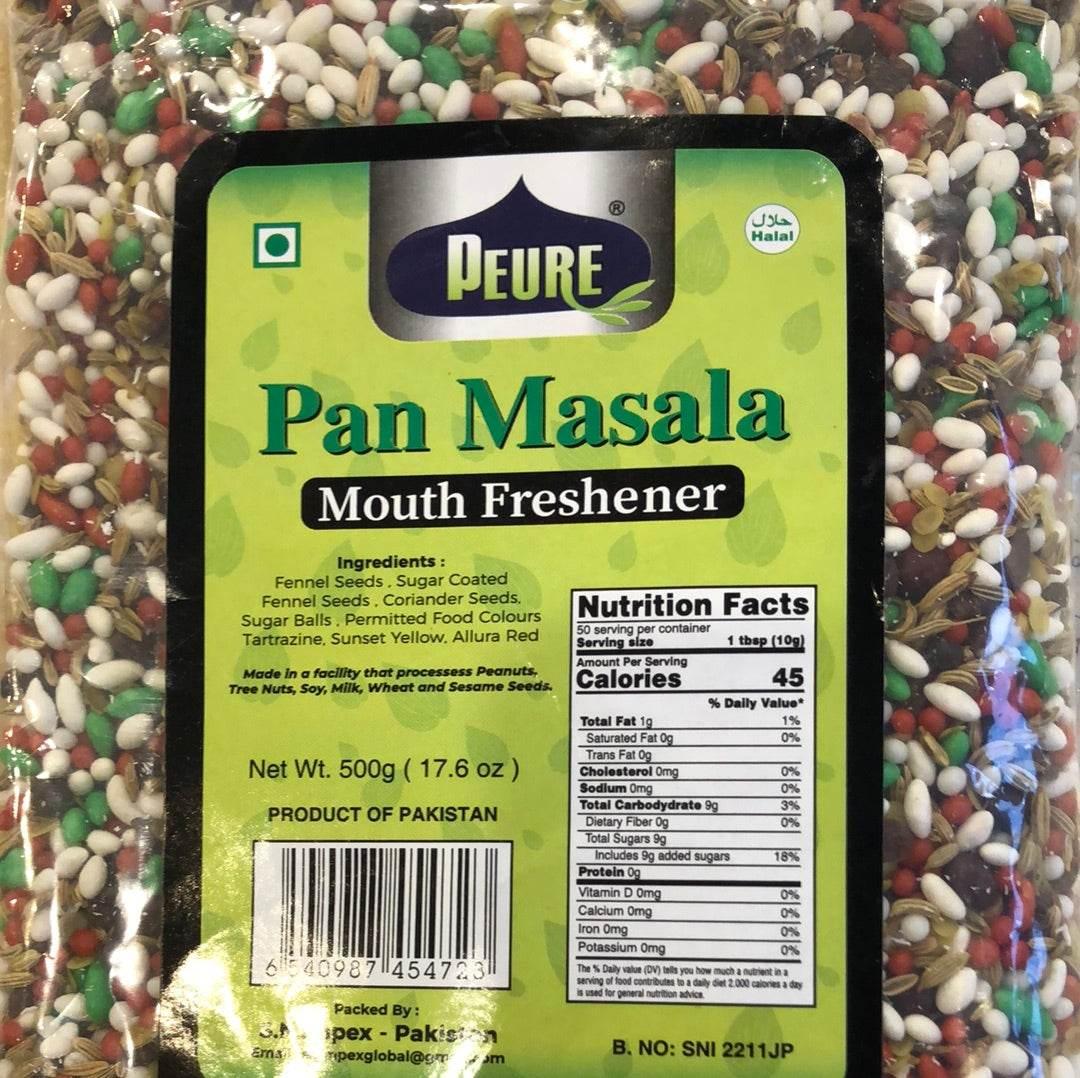 PEURE ®
حلال
Halal
Pan Masala
Mouth Freshener
Ingredients :
Fennel Seeds , Sugar Coated
Fennel Seeds , Coriander Seeds,
Sugar Balls , Permitted Food Colours
Tartrazine, Sunset Yellow, Allura Red
Made in a facility that processess Peanuts,
Tree Nuts, Soy, Milk, Wheat and Sesame Seeds.
Net Wt. 500g ( 17.6 oz )
PRODUCT OF PAKISTAN
6 540987 454723
Packed By :
- Pakistan
Nutrition Facts
50 serving per container
Serving size 1 tbsp (10g)
Amount Per Serving
Calories 45
% Daily Value*
Total Fat 1g 1%
Saturated Fat 0g 0%
Trans Fat 0g
Cholesterol 0mg 0%
Sodium 0mg 0%
Total Carbodydrate 9g 3%
Dietary Fiber 0g 0%
Total Sugars 9g
Includes 9g added sugars 18%
Protein 0g
Vitamin D 0mg 0%
Calcium 0mg 0%
Iron 0mg 0%
Potassium 0mg 0%
The % Daily value (DV) tells you how much a nutrient in a
serving of food contributes to a daily diet 2.000 calories a day
is used for general nutrition advice.
B. NO: SNI 2211JP